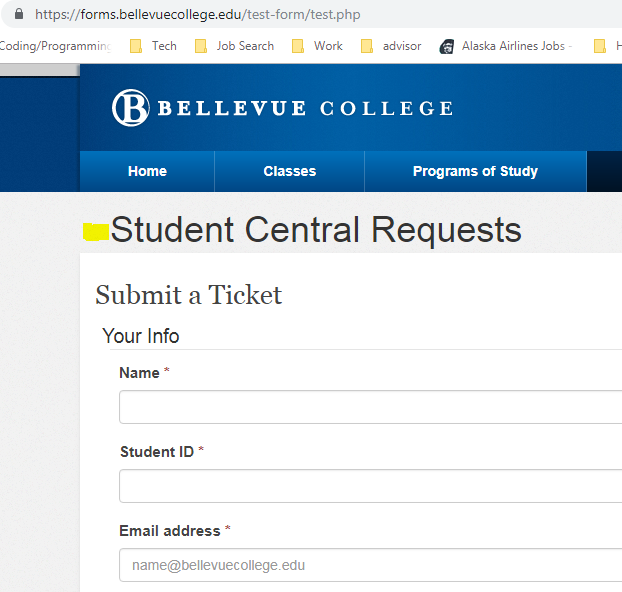 https://forms.bellevuecollege.edu/test-form/test.php
Coding/Programming Tech Job Search Work advisor Alaska Airlines Jobs - H
B BELLEVUE COLLEGE
Home Classes Programs of Study
Student Central Requests
Submit a Ticket
Your Info
Name *
Student ID *
Email address *
name@bellevuecollege.edu